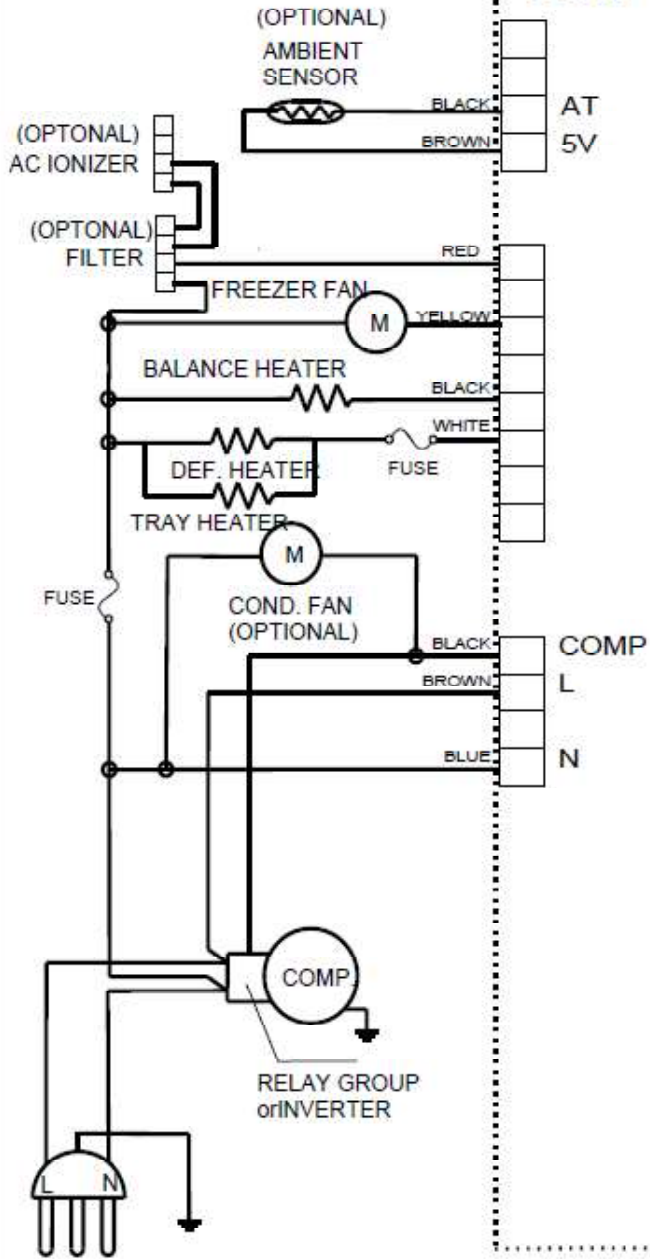 (OPTIONAL)
AMBIENT
SENSOR
BLACK
AT
BROWN
5V
(OPTONAL)
AC IONIZER
(OPTONAL)
FILTER
RED
FREEZER FAN
M
YELLOW
BALANCE HEATER
BLACK
WHITE
DEF. HEATER
FUSE
TRAY HEATER
M
FUSE
COND. FAN
(OPTIONAL)
BLACK
COMP
BROWN
L
BLUE
N
COMP.
RELAY GROUP
orINVERTER
L
N